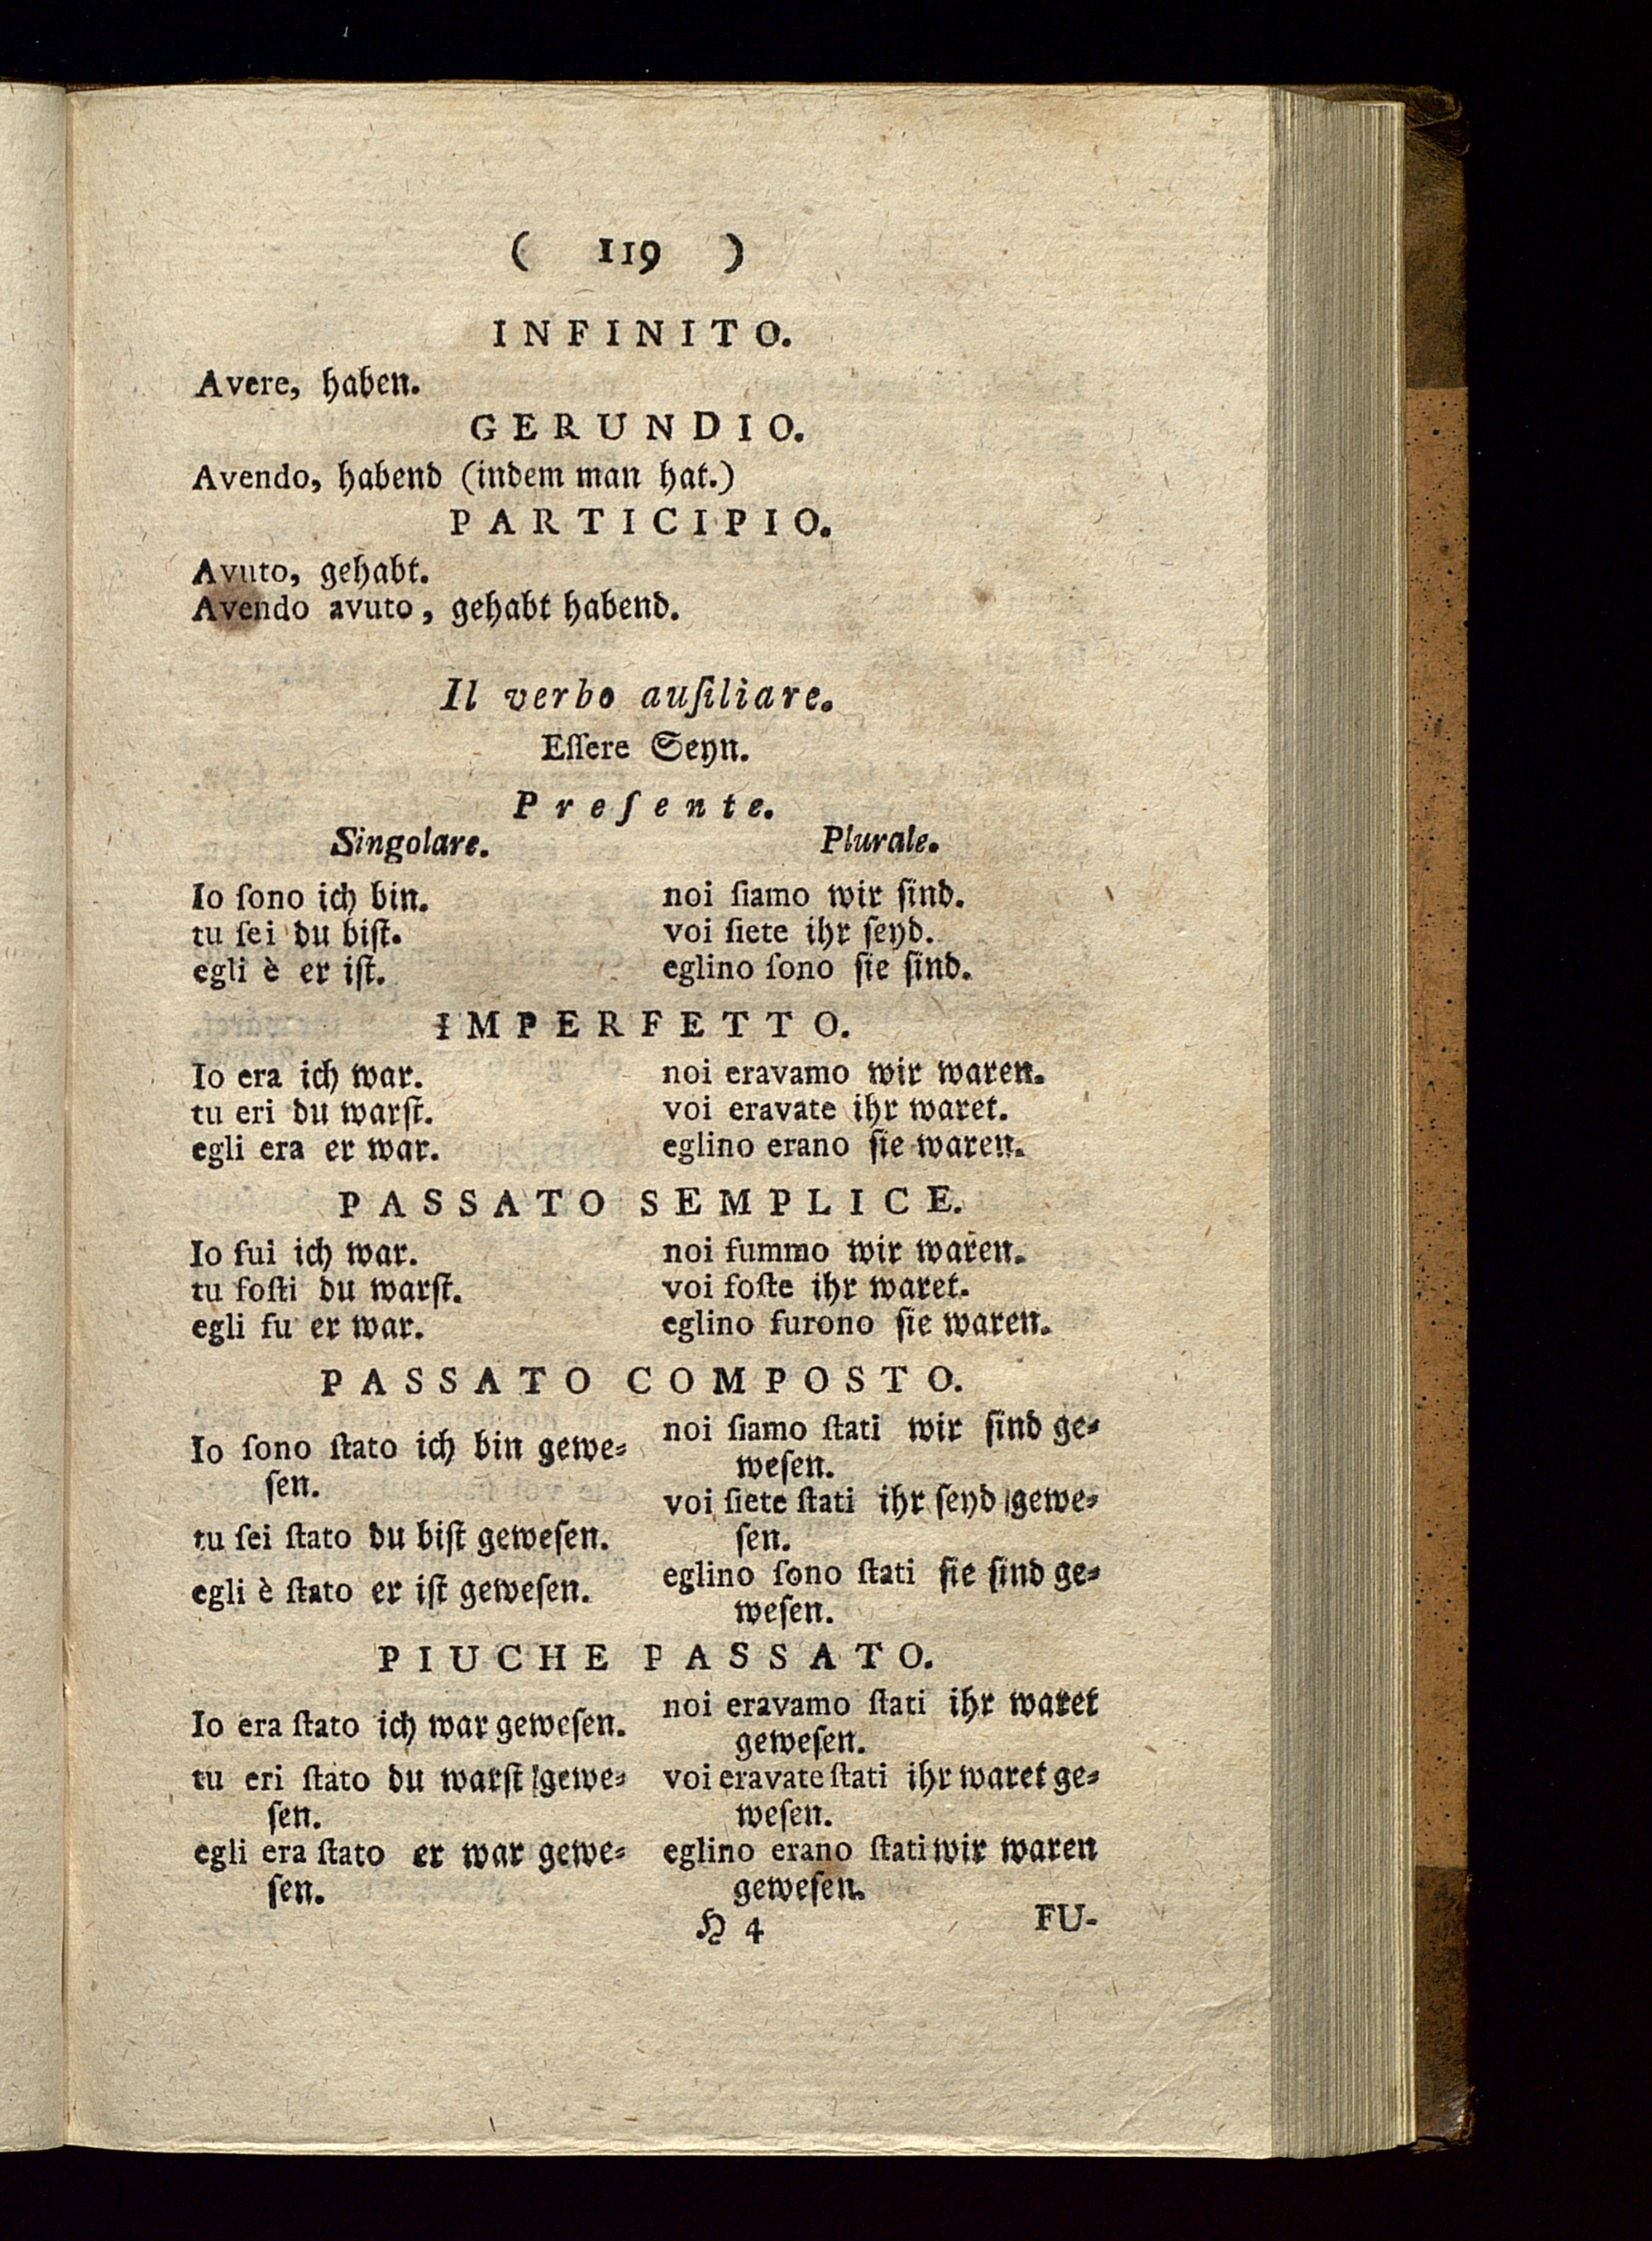 ( 119 )
INFINITO.
Avere, haben.
GERUNDIO.
Avendo, habend (indem man hat.)
PARTICIPIO.
Avuto, gehabt.
Avendo avuto, gehabt habend.
Il verbo auſiliare.
Eſſere Seyn.
Preſente.
Singolare.
Io ſono ich bin.
tu ſei du biſt.
egli è er iſt.
Plurale.
noi ſiamo wir ſind.
voi ſiete ihr ſeyd.
eglino ſono ſie ſind.
IMPERFETTO.
Io era ich war.
tu eri du warſt.
egli era er war.
noi eravamo wir waren.
voi eravate ihr waret.
eglino erano ſie waren.
PASSATO SEMPLICE.
Io fui ich war.
tu foſti du warſt.
egli fu er war.
noi fummo wir waren.
voi foſte ihr waret.
eglino furono ſie waren.
PASSATO COMPOSTO.
Io ſono ſtato ich bin gewe⸗
ſen.
tu ſei ſtato du biſt geweſen.
egli è ſtato er iſt geweſen.
noi ſiamo ſtati wir ſind ge⸗
weſen.
voi ſiete ſtati ihr ſeyd gewe⸗
ſen.
eglino ſono ſtati ſie ſind ge⸗
weſen.
PIUCHE PASSATO.
Io era ſtato ich war geweſen.
tu eri ſtato du warſt gewe⸗
ſen.
egli era ſtato er war gewe⸗
ſen.
noi eravamo ſtati ihr waret
geweſen.
voi eravate ſtati ihr waret ge⸗
weſen.
eglino erano ſtati wir waren
geweſen.
H 4
FU-